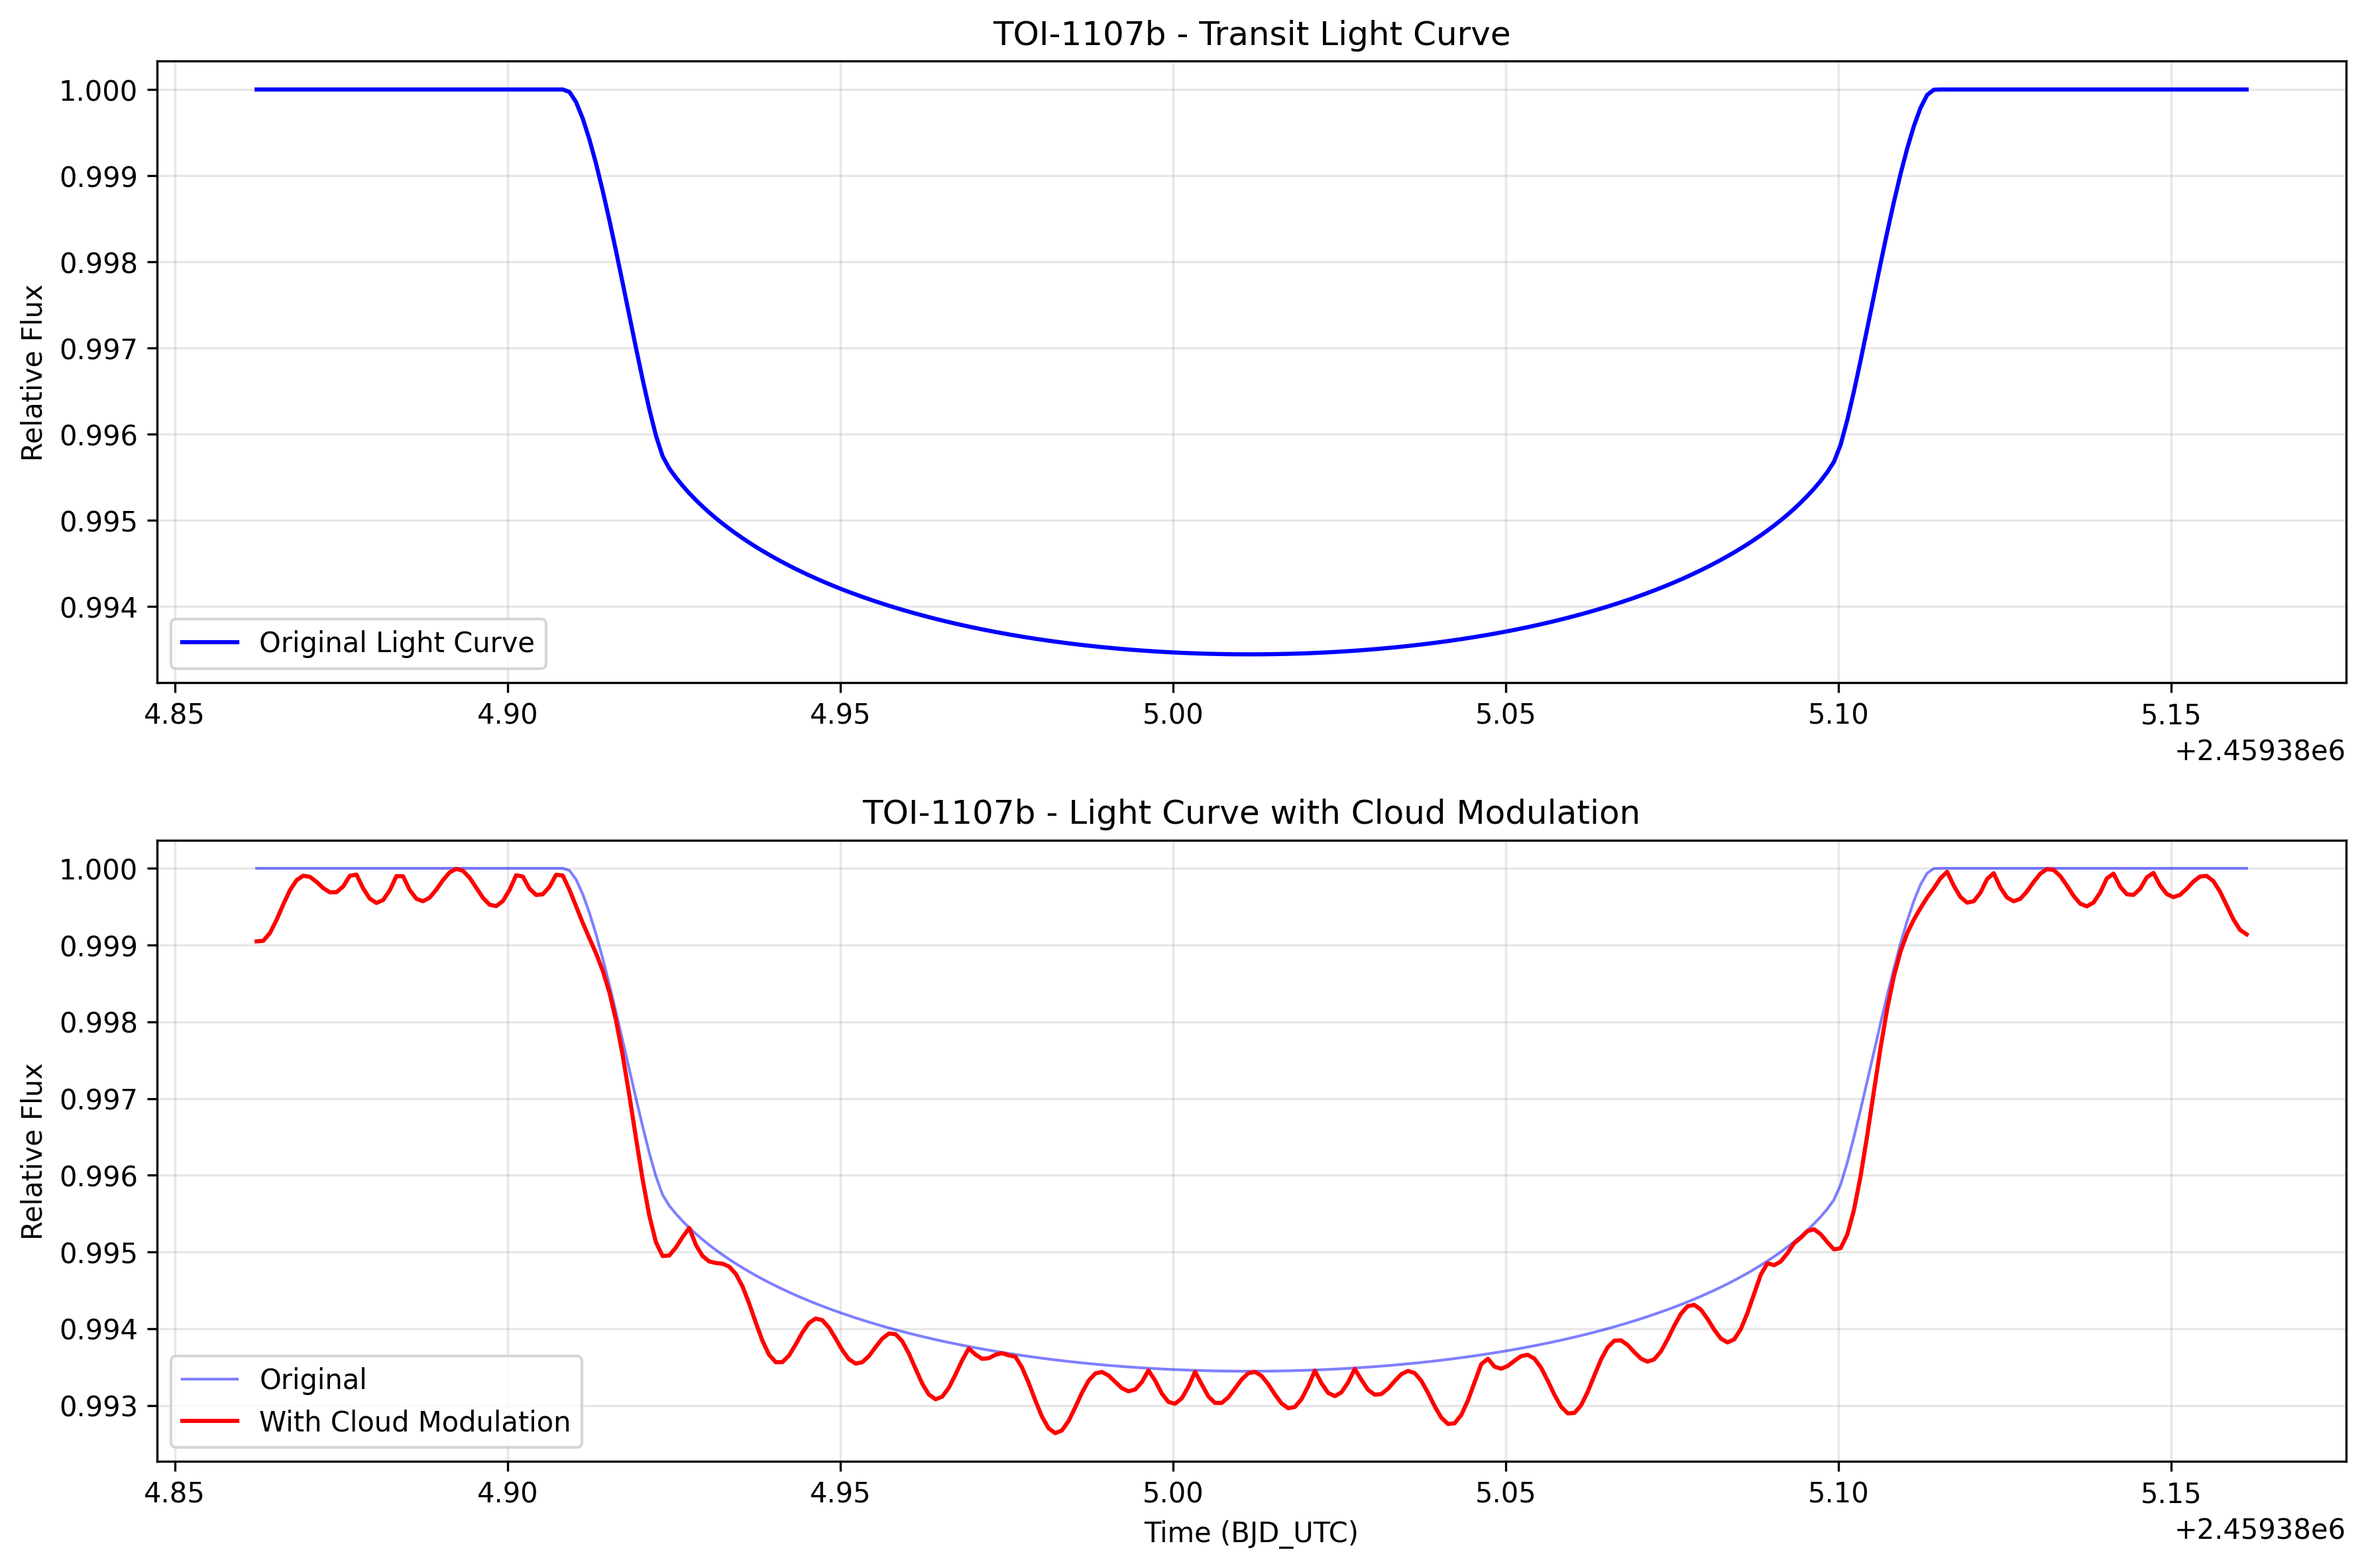 TOI-1107b - Transit Light Curve
Relative Flux
1.000
0.999
0.998
0.997
0.996
0.995
0.994
Original Light Curve
4.85 4.90 4.95 5.00 5.05 5.10 5.15
+2.45938e6
TOI-1107b - Light Curve with Cloud Modulation
Relative Flux
1.000
0.999
0.998
0.997
0.996
0.995
0.994
0.993
Original
With Cloud Modulation
4.85 4.90 4.95 5.00 5.05 5.10 5.15
Time (BJD_UTC)
+2.45938e6